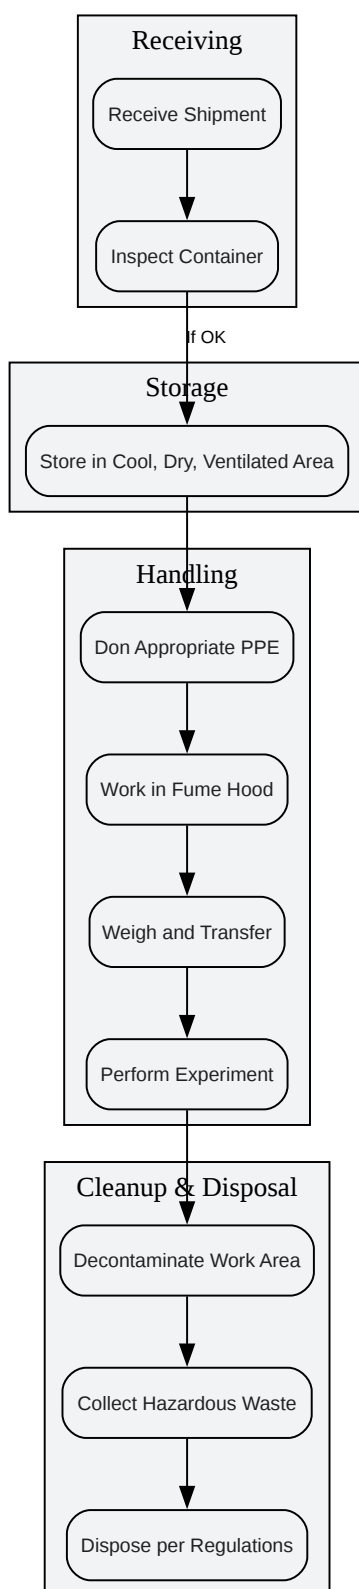 Receiving
Receive Shipment
Inspect Container
If OK
Storage
Store in Cool, Dry, Ventilated Area
Handling
Don Appropriate PPE
Work in Fume Hood
Weigh and Transfer
Perform Experiment
Cleanup & Disposal
Decontaminate Work Area
Collect Hazardous Waste
Dispose per Regulations